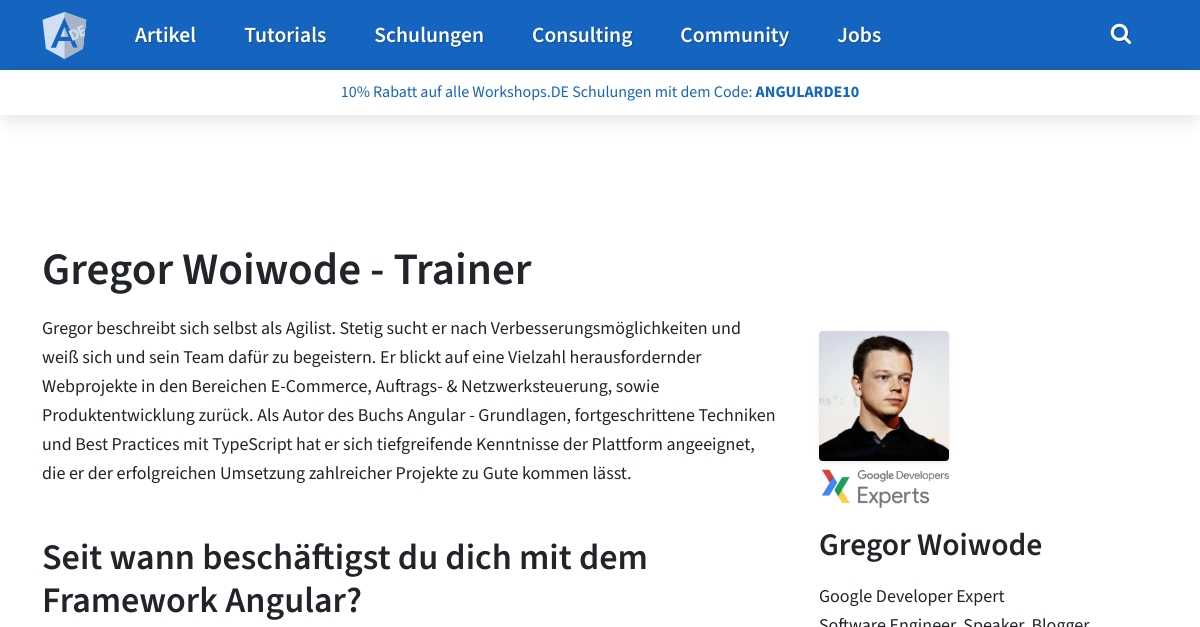 A DE
Artikel
Tutorials
Schulungen
Consulting
Community
Jobs
10% Rabatt auf alle Workshops.DE Schulungen mit dem Code: ANGULARDE10
Gregor Woiwode - Trainer
Gregor beschreibt sich selbst als Agilist. Stetig sucht er nach Verbesserungsmöglichkeiten und
weiß sich und sein Team dafür zu begeistern. Er blickt auf eine Vielzahl herausfordernder
Webprojekte in den Bereichen E-Commerce, Auftrags- & Netzwerksteuerung, sowie
Produktentwicklung zurück. Als Autor des Buchs Angular - Grundlagen, fortgeschrittene Techniken
und Best Practices mit TypeScript hat er sich tiefgreifende Kenntnisse der Plattform angeeignet,
die er der erfolgreichen Umsetzung zahlreicher Projekte zu Gute kommen lässt.
Seit wann beschäftigst du dich mit dem
Framework Angular?
Google Developers
Experts
Gregor Woiwode
Google Developer Expert
Software Engineer, Speaker, Blogger